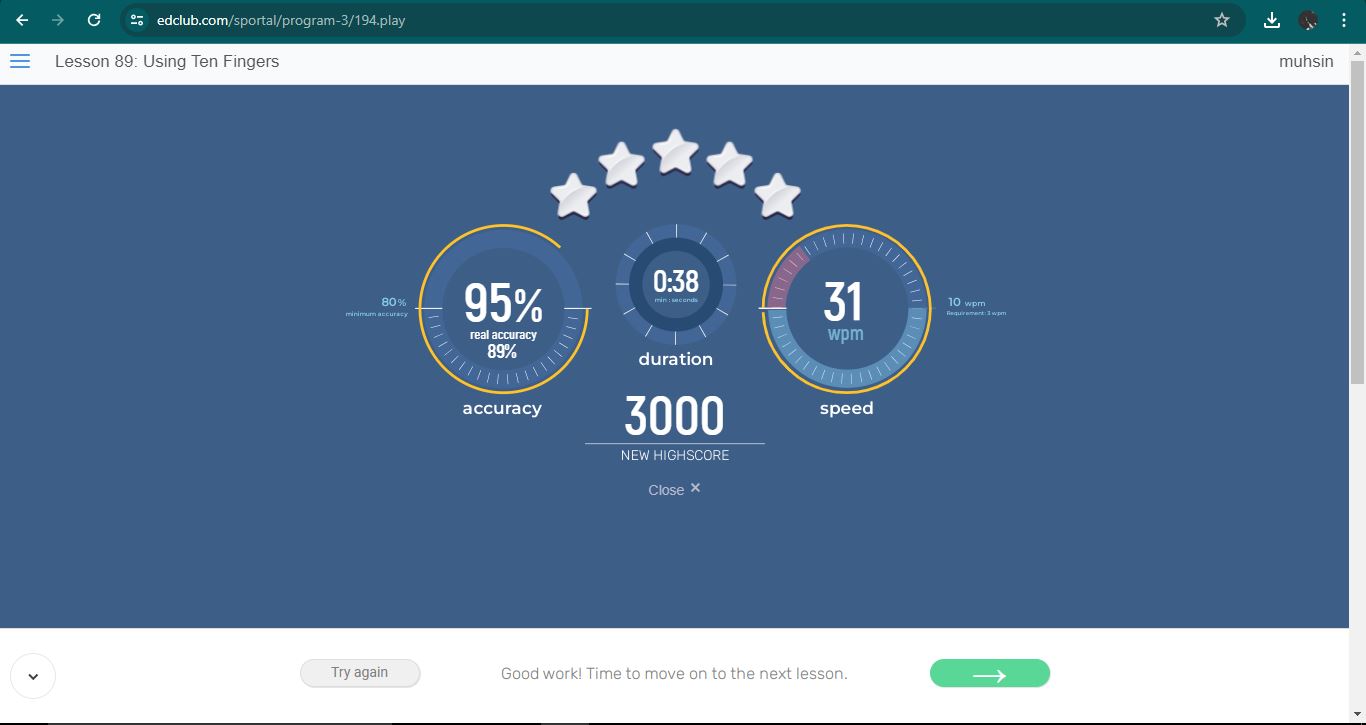 edclub.com/sportal/program-3/194.play
Lesson 89: Using Ten Fingers
muhsin
80%
minimum accuracy
95%
real accuracy
89%
accuracy
0:38
min : seconds
duration
31
wpm
speed
10 wpm
Requirement: 3 wpm
3000
NEW HIGHSCORE
Close ×
Try again
Good work! Time to move on to the next lesson.